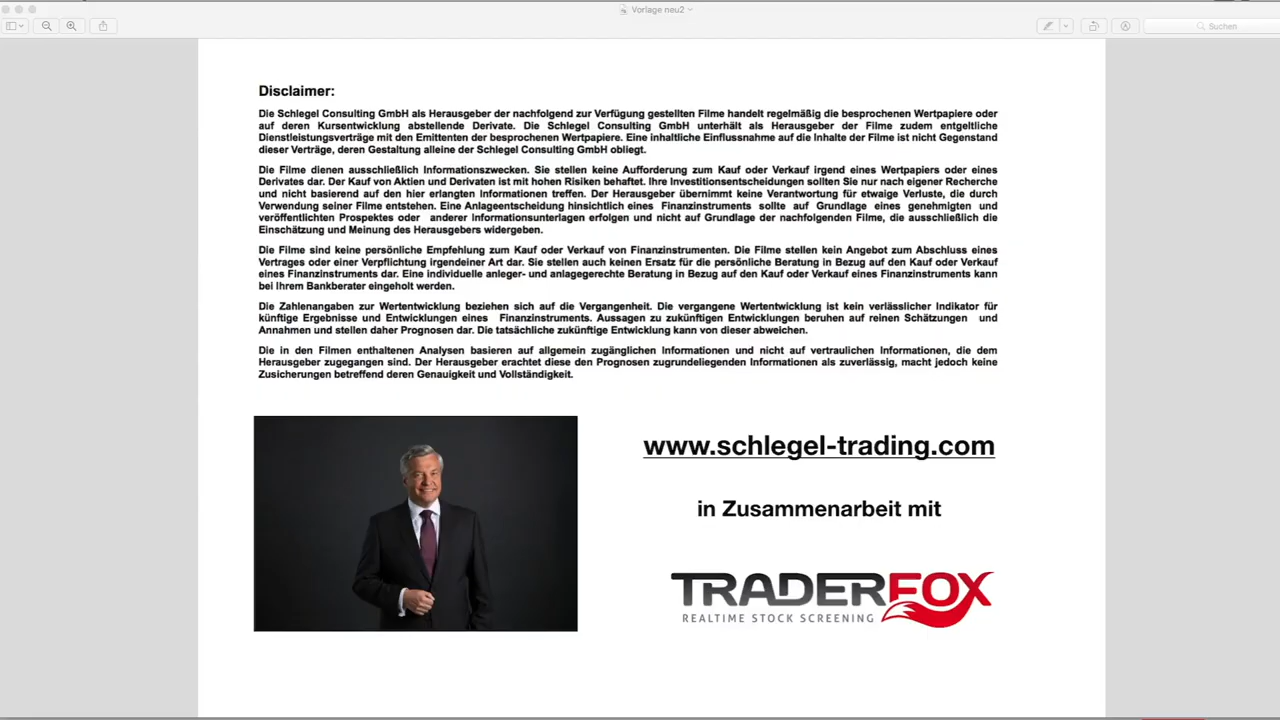 Vorlage neu2
Suchen
Disclaimer:
Die Schlegel Consulting GmbH als Herausgeber der nachfolgend zur Verfügung gestellten Filme handelt regelmäßig die besprochenen Wertpapiere oder
auf deren Kursentwicklung abstellende Derivate. Die Schlegel Consulting GmbH unterhält als Herausgeber der Filme zudem entgeltliche
Dienstleistungsverträge mit den Emittenten der besprochenen Wertpapiere. Eine inhaltliche Einflussnahme auf die Inhalte der Filme ist nicht Gegenstand
dieser Verträge, deren Gestaltung alleine der Schlegel Consulting GmbH obliegt.
Die Filme dienen ausschließlich Informationszwecken. Sie stellen keine Aufforderung zum Kauf oder Verkauf irgend eines Wertpapiers oder eines
Derivates dar. Der Kauf von Aktien und Derivaten ist mit hohen Risiken behaftet. Ihre Investitionsentscheidungen sollten Sie nur nach eigener Recherche
und nicht basierend auf den hier erlangten Informationen treffen. Der Herausgeber übernimmt keine Verantwortung für etwaige Verluste, die durch
Verwendung seiner Filme entstehen. Eine Anlageentscheidung hinsichtlich eines Finanzinstruments sollte auf Grundlage eines genehmigten und
veröffentlichten Prospektes oder anderer Informationsunterlagen erfolgen und nicht auf Grundlage der nachfolgenden Filme, die ausschließlich die
Einschätzung und Meinung des Herausgebers widergeben.
Die Filme sind keine persönliche Empfehlung zum Kauf oder Verkauf von Finanzinstrumenten. Die Filme stellen kein Angebot zum Abschluss eines
Vertrages oder einer Verpflichtung irgendeiner Art dar. Sie stellen auch keinen Ersatz für die persönliche Beratung in Bezug auf den Kauf oder Verkauf
eines Finanzinstruments dar. Eine individuelle anleger- und anlagegerechte Beratung in Bezug auf den Kauf oder Verkauf eines Finanzinstruments kann
bei Ihrem Bankberater eingeholt werden.
Die Zahlenangaben zur Wertentwicklung beziehen sich auf die Vergangenheit. Die vergangene Wertentwicklung ist kein verlässlicher Indikator für
künftige Ergebnisse und Entwicklungen eines Finanzinstruments. Aussagen zu zukünftigen Entwicklungen beruhen auf reinen Schätzungen und
Annahmen und stellen daher Prognosen dar. Die tatsächliche zukünftige Entwicklung kann von dieser abweichen.
Die in den Filmen enthaltenen Analysen basieren auf allgemein zugänglichen Informationen und nicht auf vertraulichen Informationen, die dem
Herausgeber zugegangen sind. Der Herausgeber erachtet diese den Prognosen zugrundeliegenden Informationen als zuverlässig, macht jedoch keine
Zusicherungen betreffend deren Genauigkeit und Vollständigkeit.
www.schlegel-trading.com
in Zusammenarbeit mit
TRADERFOX
REALTIME STOCK SCREENING